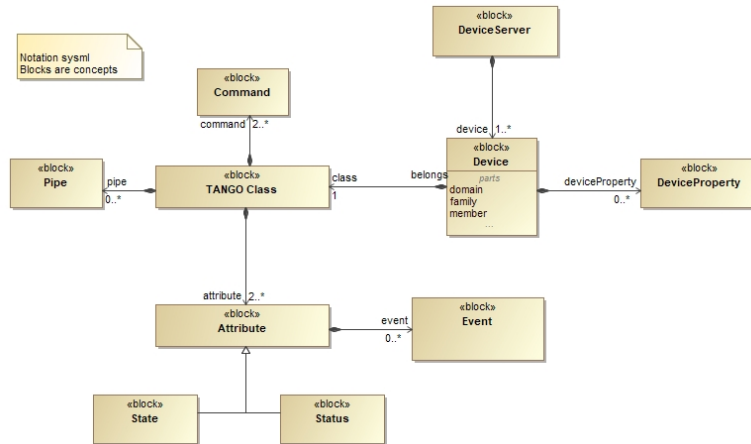 «block»
DeviceServer
Notation sysml
Blocks are concepts
«block»
Command
command 2..*
device 1..*
«block»
Pipe
pipe
0..*
«block»
TANGO Class
class
1
belongs
«block»
Device
parts
domain
family
member
...
deviceProperty
0..*
«block»
DeviceProperty
attribute 2..*
«block»
Attribute
event
0..*
«block»
Event
«block»
State
«block»
Status